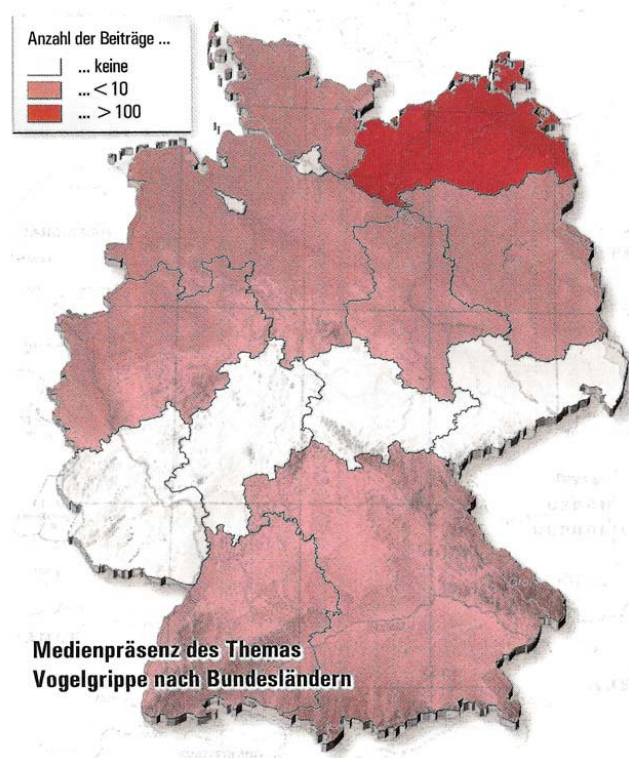 Anzahl der Beiträge ...
... keine
... < 10
... > 100
Medienpräsenz des Themas
Vogelgrippe nach Bundesländern